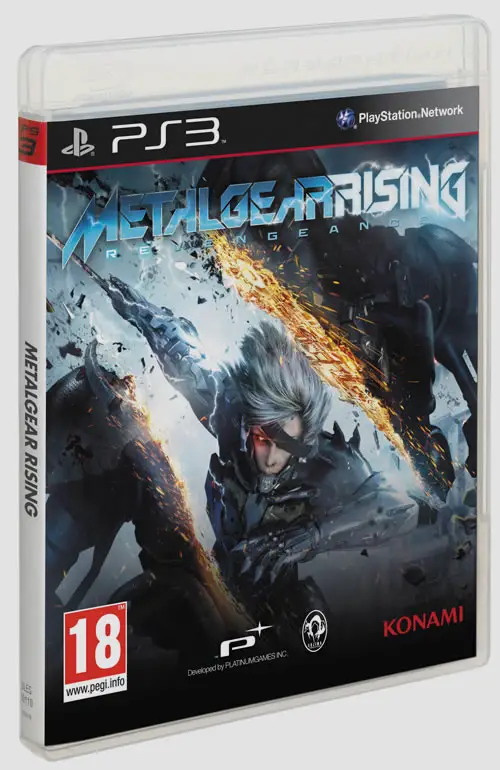 PS3
PlayStation®Network
METAL GEAR RISING
REVENGEANCE
METAL GEAR RISING
18
www.pegi.info
Developed by PLATINUMGAMES INC.
KONAMI